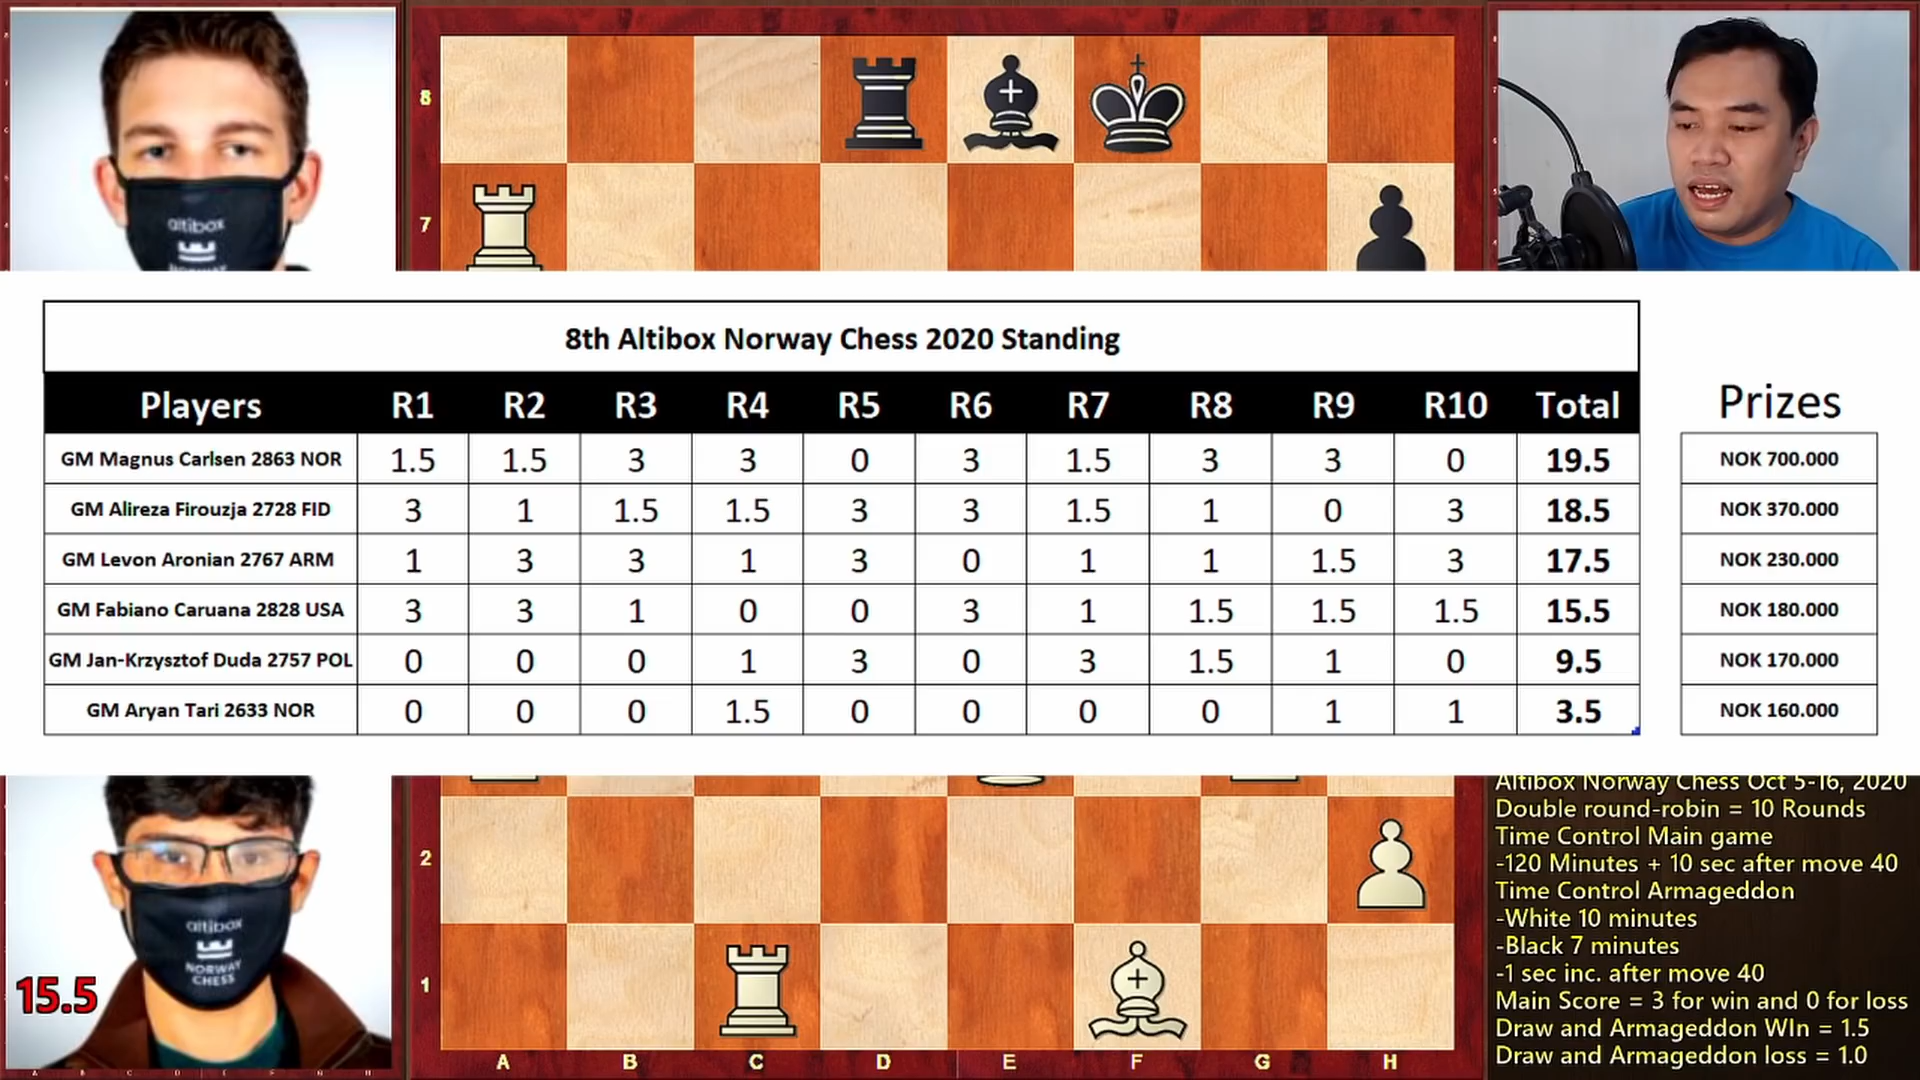 8
7
altibox
8th Altibox Norway Chess 2020 Standing
Players R1 R2 R3 R4 R5 R6 R7 R8 R9 R10 Total
GM Magnus Carlsen 2863 NOR 1.5 1.5 3 3 0 3 1.5 3 3 0 19.5
GM Alireza Firouzja 2728 FID 3 1 1.5 1.5 3 3 1.5 1 0 3 18.5
GM Levon Aronian 2767 ARM 1 3 3 1 3 0 1 1 1.5 3 17.5
GM Fabiano Caruana 2828 USA 3 3 1 0 0 3 1 1.5 1.5 1.5 15.5
GM Jan-Krzysztof Duda 2757 POL 0 0 0 1 3 0 3 1.5 1 0 9.5
GM Aryan Tari 2633 NOR 0 0 0 1.5 0 0 0 0 1 1 3.5
Prizes
NOK 700.000
NOK 370.000
NOK 230.000
NOK 180.000
NOK 170.000
NOK 160.000
altibox
NORWAY
CHESS
15.5
2
1
A B C D E F G H
Altibox Norway Chess Oct 5-16, 2020
Double round-robin = 10 Rounds
Time Control Main game
-120 Minutes + 10 sec after move 40
Time Control Armageddon
-White 10 minutes
-Black 7 minutes
-1 sec inc. after move 40
Main Score = 3 for win and 0 for loss
Draw and Armageddon WIn = 1.5
Draw and Armageddon loss = 1.0